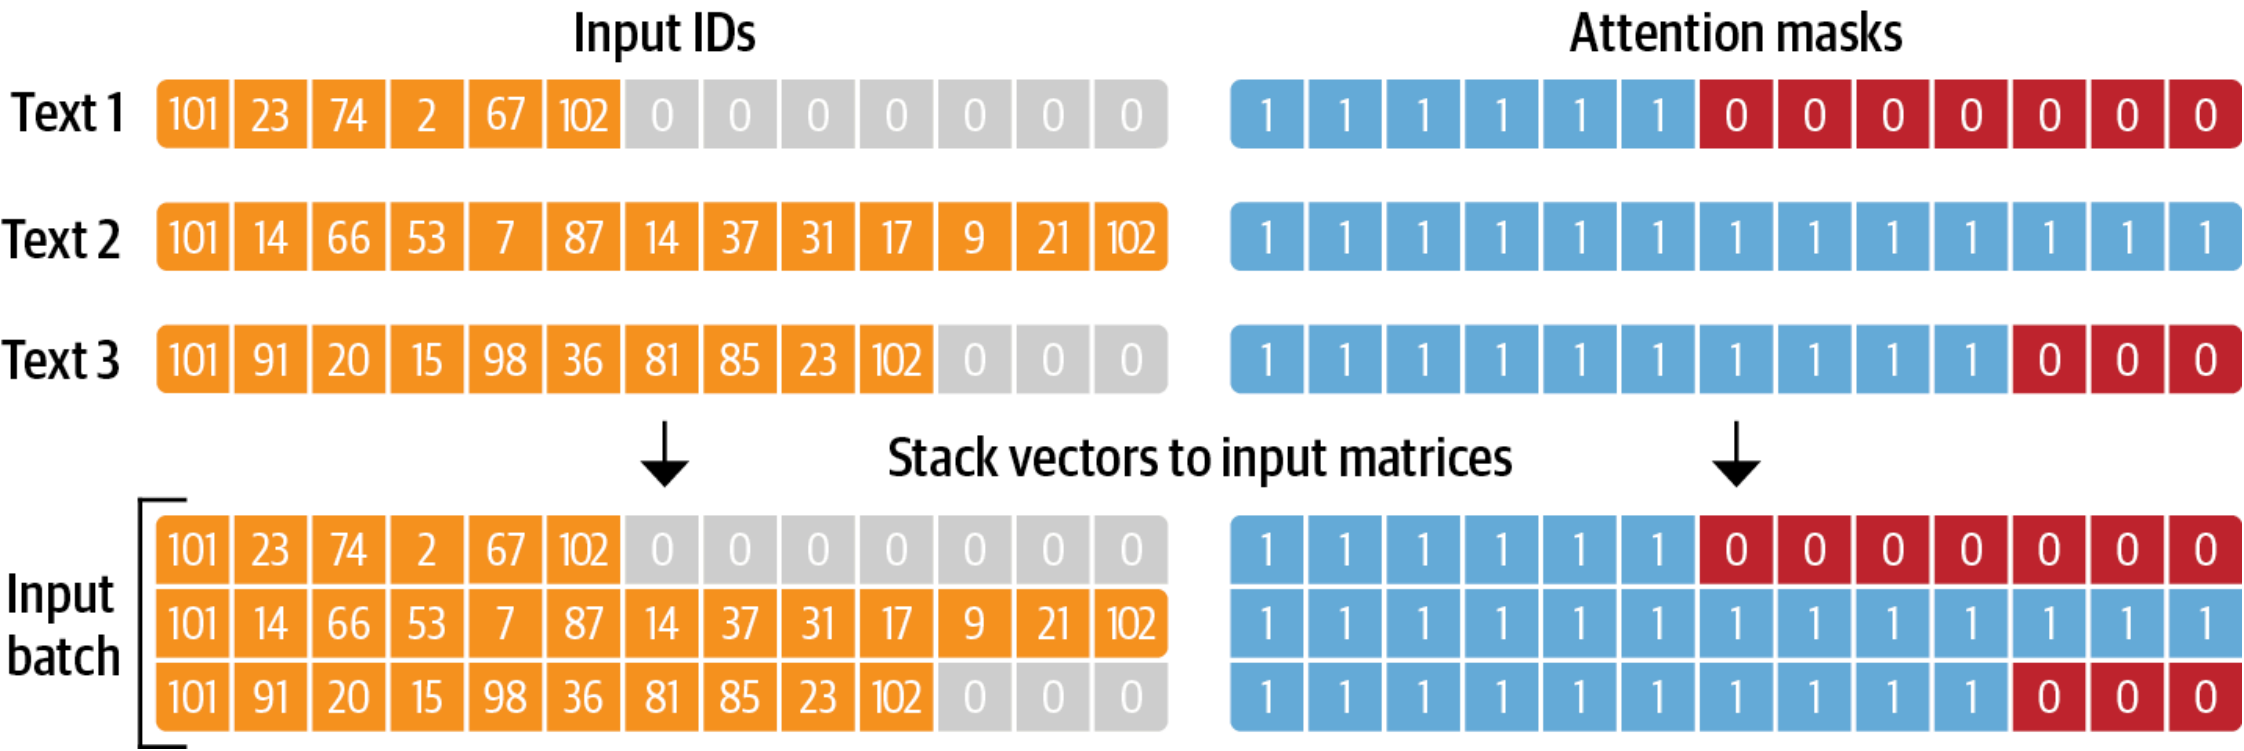 Input IDs Attention masks
Text 1 101 23 74 2 67 102 0 0 0 0 0 0 0 1 1 1 1 1 1 0 0 0 0 0 0 0
Text 2 101 14 66 53 7 87 14 37 31 17 9 21 102 1 1 1 1 1 1 1 1 1 1 1 1 1
Text 3 101 91 20 15 98 36 81 85 23 102 0 0 0 1 1 1 1 1 1 1 1 1 1 0 0 0
Stack vectors to input matrices
Input
batch
101 23 74 2 67 102 0 0 0 0 0 0 0 1 1 1 1 1 1 0 0 0 0 0 0 0
101 14 66 53 7 87 14 37 31 17 9 21 102 1 1 1 1 1 1 1 1 1 1 1 1 1
101 91 20 15 98 36 81 85 23 102 0 0 0 1 1 1 1 1 1 1 1 1 1 0 0 0